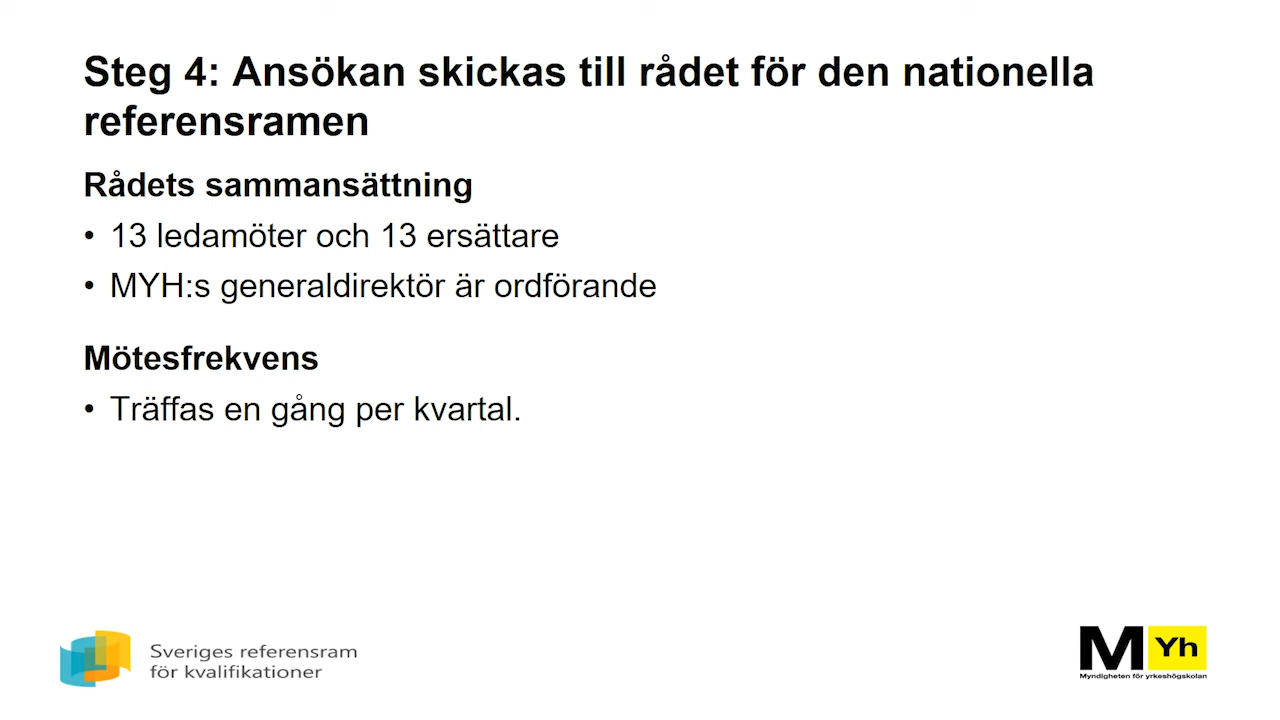 Steg 4: Ansökan skickas till rådet för den nationella
referensramen
Rådets sammansättning
• 13 ledamöter och 13 ersättare
• MYH:s generaldirektör är ordförande
Mötesfrekvens
• Träffas en gång per kvartal.
Sveriges referensram
för kvalifikationer
M Yh
Myndigheten för yrkeshögskolan